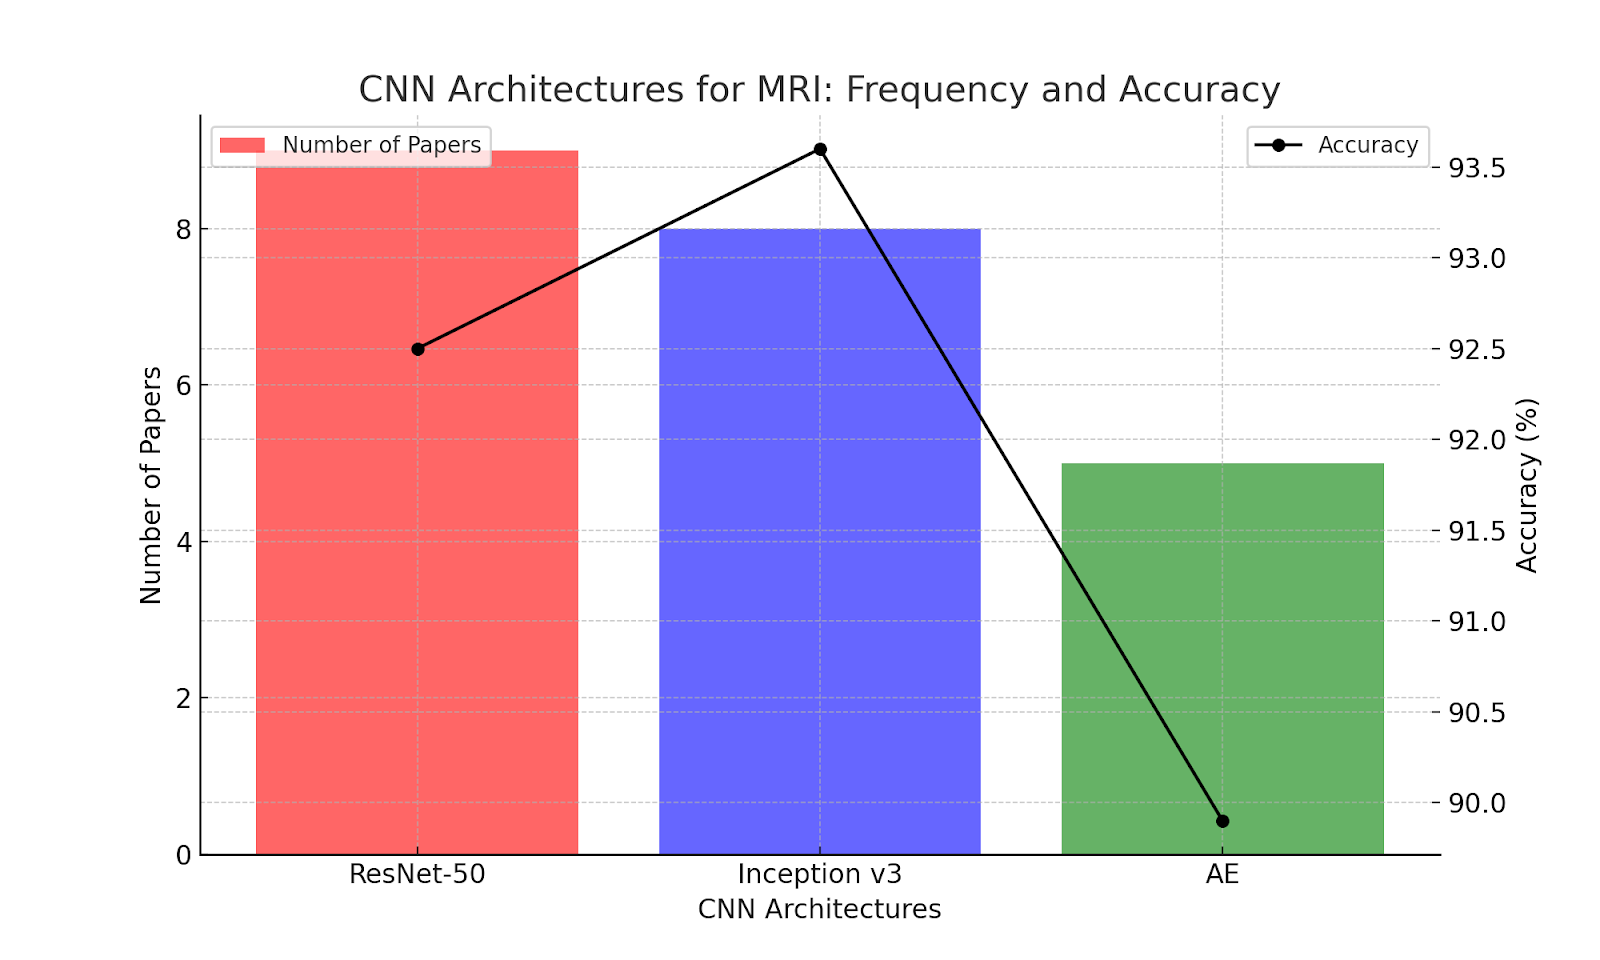 CNN Architectures for MRI: Frequency and Accuracy
Number of Papers
Accuracy
8
6
4
2
0
Number of Papers
93.5
93.0
92.5
92.0
91.5
91.0
90.5
90.0
Accuracy (%)
ResNet-50
Inception v3
AE
CNN Architectures